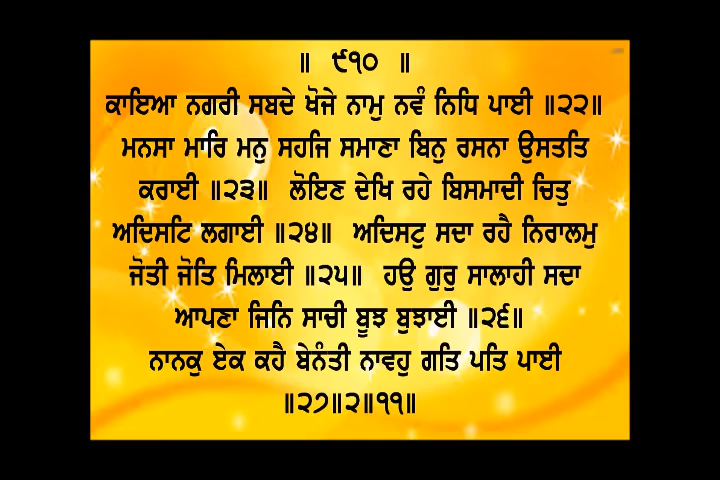 ॥ ੯੧੦ ॥
ਕਾਇਆ ਨਗਰੀ ਸਬਦੇ ਖੋਜੇ ਨਾਮੁ ਨਵੰ ਨਿਧਿ ਪਾਈ ॥੨੨॥
ਮਨਸਾ ਮਾਰਿ ਮਨੁ ਸਹਜਿ ਸਮਾਣਾ ਬਿਨੁ ਰਸਨਾ ਉਸਤਤਿ
ਕਰਾਈ ॥੨੩॥ ਲੋਇਣ ਦੇਖਿ ਰਹੇ ਬਿਸਮਾਦੀ ਚਿਤੁ
ਅਦਿਸਟਿ ਲਗਾਈ ॥੨੪॥ ਅਦਿਸਟੁ ਸਦਾ ਰਹੈ ਨਿਰਾਲਮੁ
ਜੋਤੀ ਜੋਤਿ ਮਿਲਾਈ ॥੨੫॥ ਹਉ ਗੁਰੁ ਸਾਲਾਹੀ ਸਦਾ
ਆਪਣਾ ਜਿਨਿ ਸਾਚੀ ਬੂਝ ਬੁਝਾਈ ॥੨੬॥
ਨਾਨਕੁ ਏਕ ਕਹੈ ਬੇਨੰਤੀ ਨਾਵਹੁ ਗਤਿ ਪਤਿ ਪਾਈ
॥੨੭॥੨॥੧੧॥